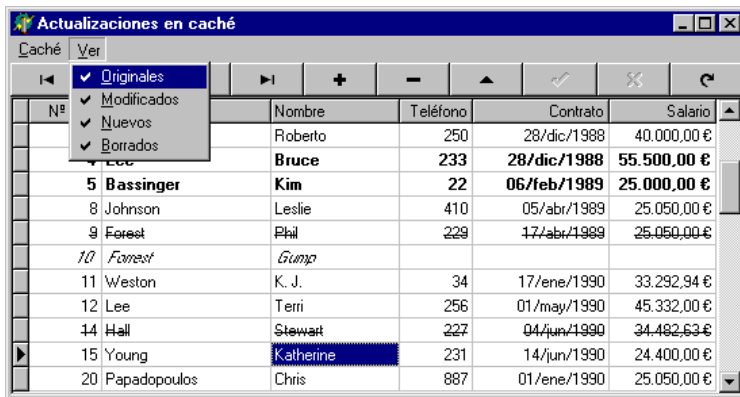 Actualizaciones en caché
Caché Ver
Originales
Modificados
Nuevos
Borrados
Nº Nombre Teléfono Contrato Salario
Roberto 250 28/dic/1988 40.000,00 €
4 Lee Bruce 233 28/dic/1988 55.500,00 €
5 Bassinger Kim 22 06/feb/1989 25.000,00 €
8 Johnson Leslie 410 05/abr/1989 25.050,00 €
9 Forest Phil 229 17/abr/1989 25.050,00 €
10 Forrest Gump
11 Weston K. J. 34 17/ene/1990 33.292,94 €
12 Lee Terri 256 01/may/1990 45.332,00 €
14 Hall Stewart 227 04/jun/1990 34.482,63 €
15 Young Katherine 231 14/jun/1990 24.400,00 €
20 Papadopoulos Chris 887 01/ene/1990 25.050,00 €